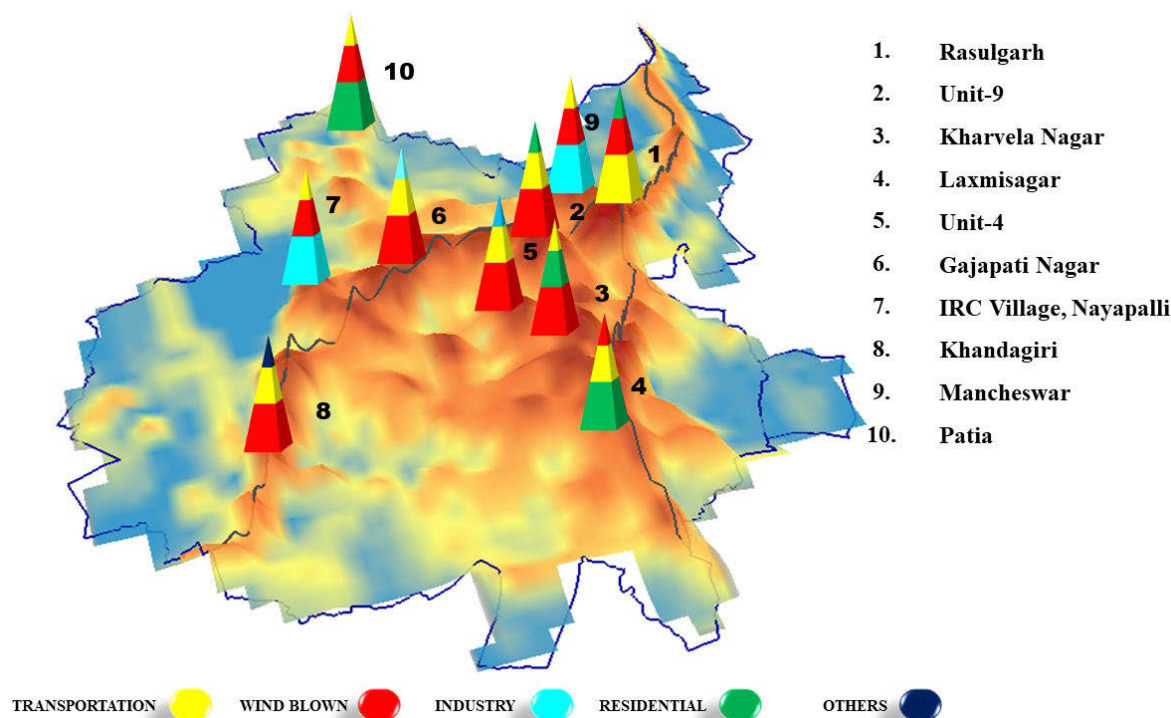 10
9
1
7
6
2
5
3
4
8
1. Rasulgarh
2. Unit-9
3. Kharvela Nagar
4. Laxmisagar
5. Unit-4
6. Gajapati Nagar
7. IRC Village, Nayapalli
8. Khandagiri
9. Mancheswar
10. Patia
TRANSPORTATION WIND BLOWN INDUSTRY RESIDENTIAL OTHERS